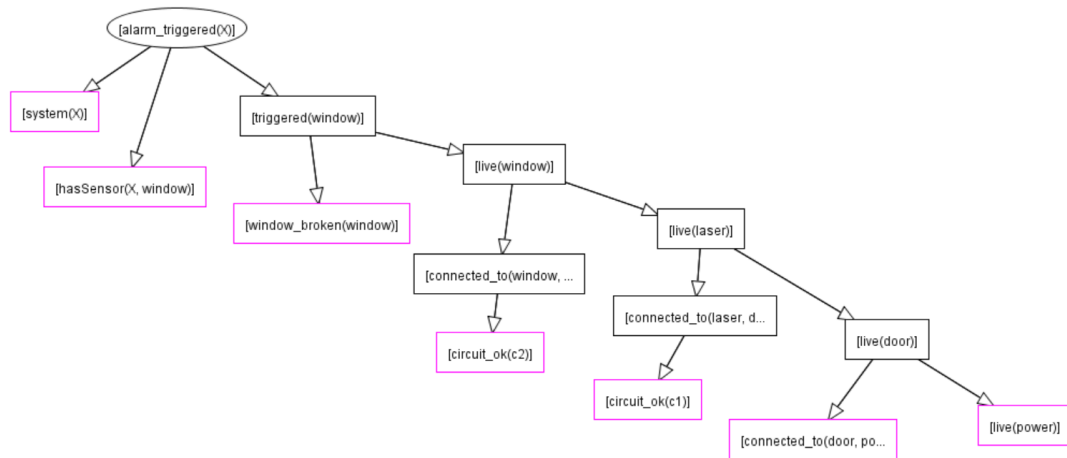 [alarm_triggered(X)]
[system(X)]
[triggered(window)]
[live(window)]
[hasSensor(X, window)]
[window_broken(window)]
[live(laser)]
[connected_to(window, ...
[connected_to(laser, d...
[live(door)]
[circuit_ok(c2)]
[circuit_ok(c1)]
[live(power)]
[connected_to(door, po...